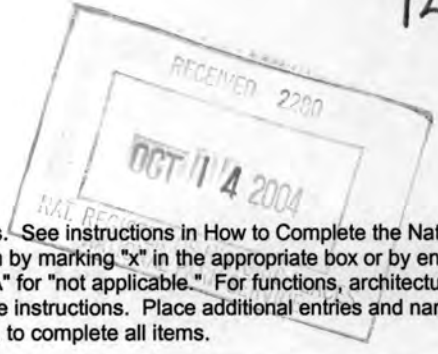 RECEIVED 2280
OCT 14 2004
NAT. REGISTER
s. See instructions in How to Complete the Nat
n by marking "x" in the appropriate box or by en
A" for "not applicable." For functions, architectu
e instructions. Place additional entries and nar
to complete all items.